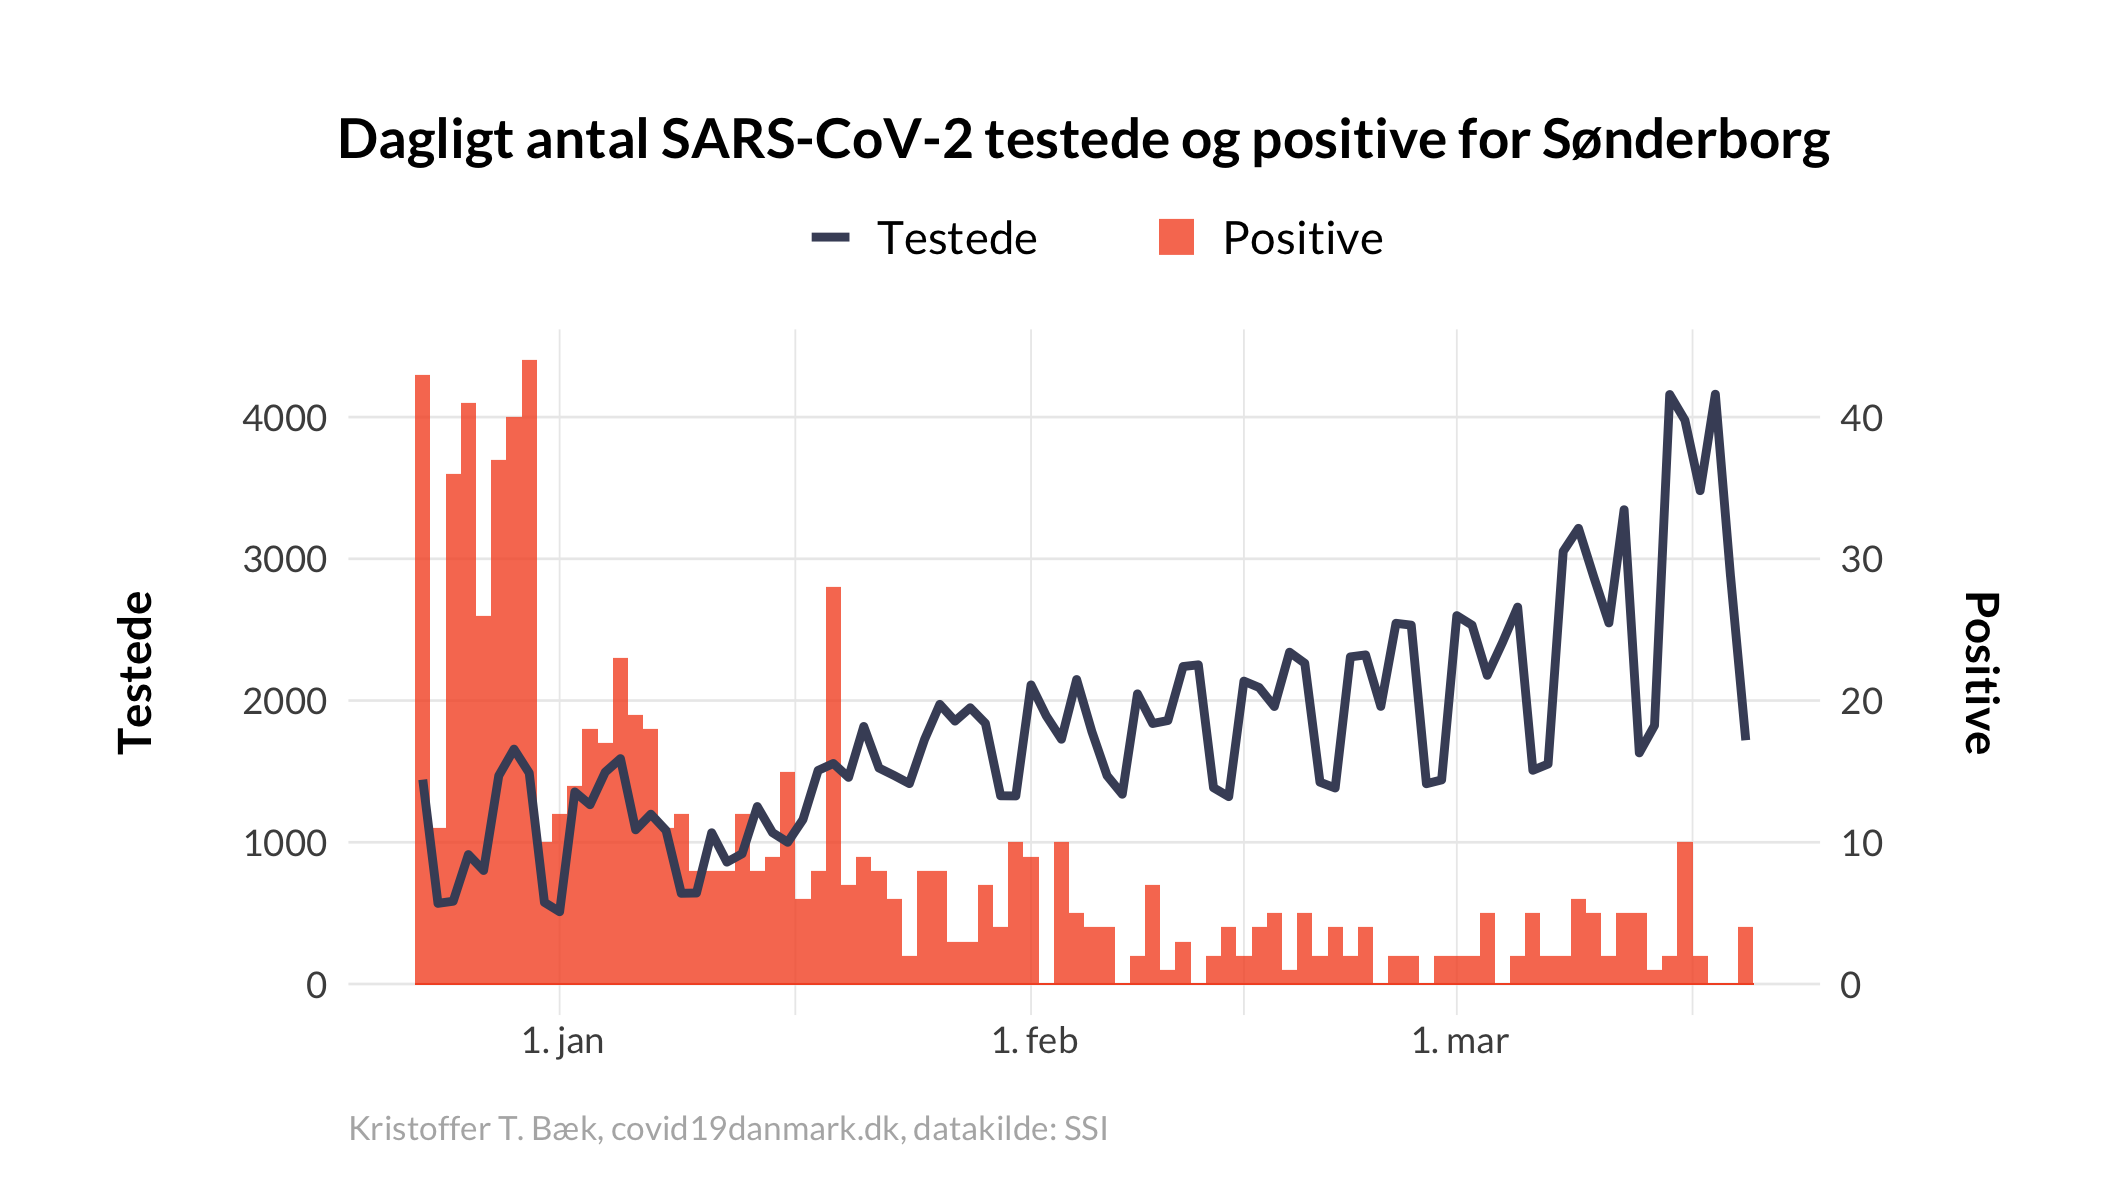 Dagligt antal SARS-CoV-2 testede og positive for Sønderborg
Testede
Positive
Testede
4000
3000
2000
1000
0
40
30
20
10
0
Positive
1. jan
1. feb
1. mar
Kristoffer T. Bæk, covid19danmark.dk, datakilde: SSI